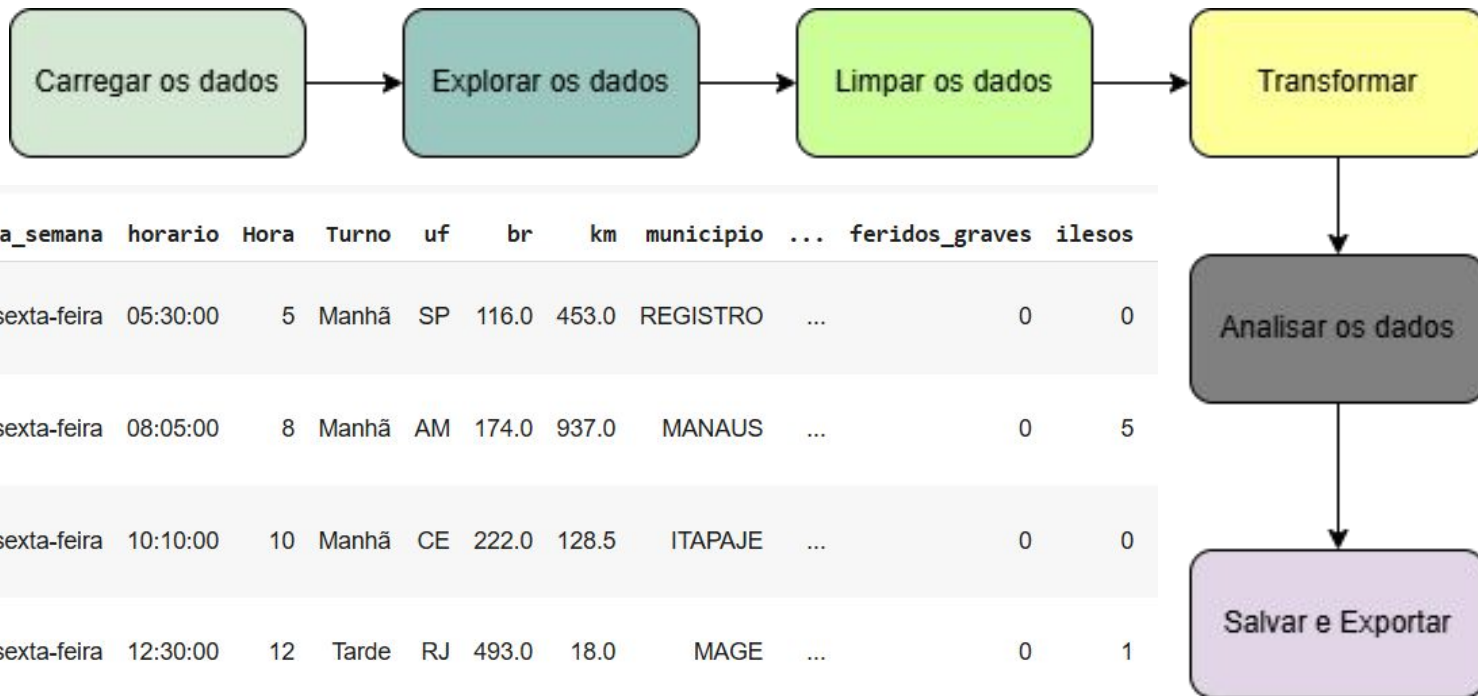 Carregar os dados
Explorar os dados
Limpar os dados
Transformar
a_semana horario Hora Turno uf br km municipio ... feridos_graves ilesos
sexta-feira 05:30:00 5 Manhã SP 116.0 453.0 REGISTRO ... 0 0
sexta-feira 08:05:00 8 Manhã AM 174.0 937.0 MANAUS ... 0 5
sexta-feira 10:10:00 10 Manhã CE 222.0 128.5 ITAPAJE ... 0 0
sexta-feira 12:30:00 12 Tarde RJ 493.0 18.0 MAGE ... 0 1
Analisar os dados
Salvar e Exportar